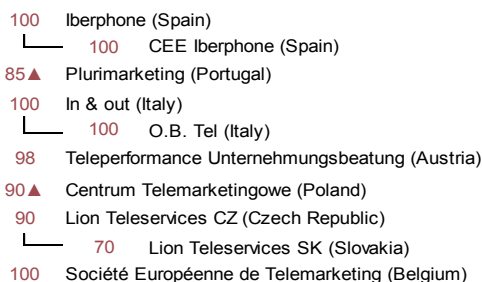 100 Iberphone (Spain)
100 CEE Iberphone (Spain)
85▲ Plurimarketing (Portugal)
100 In & out (Italy)
100 O.B. Tel (Italy)
98 Teleperformance Unternehmungsbeatung (Austria)
90▲ Centrum Telemarketingowe (Poland)
90 Lion Teleservices CZ (Czech Republic)
70 Lion Teleservices SK (Slovakia)
100 Société Européenne de Telemarketing (Belgium)